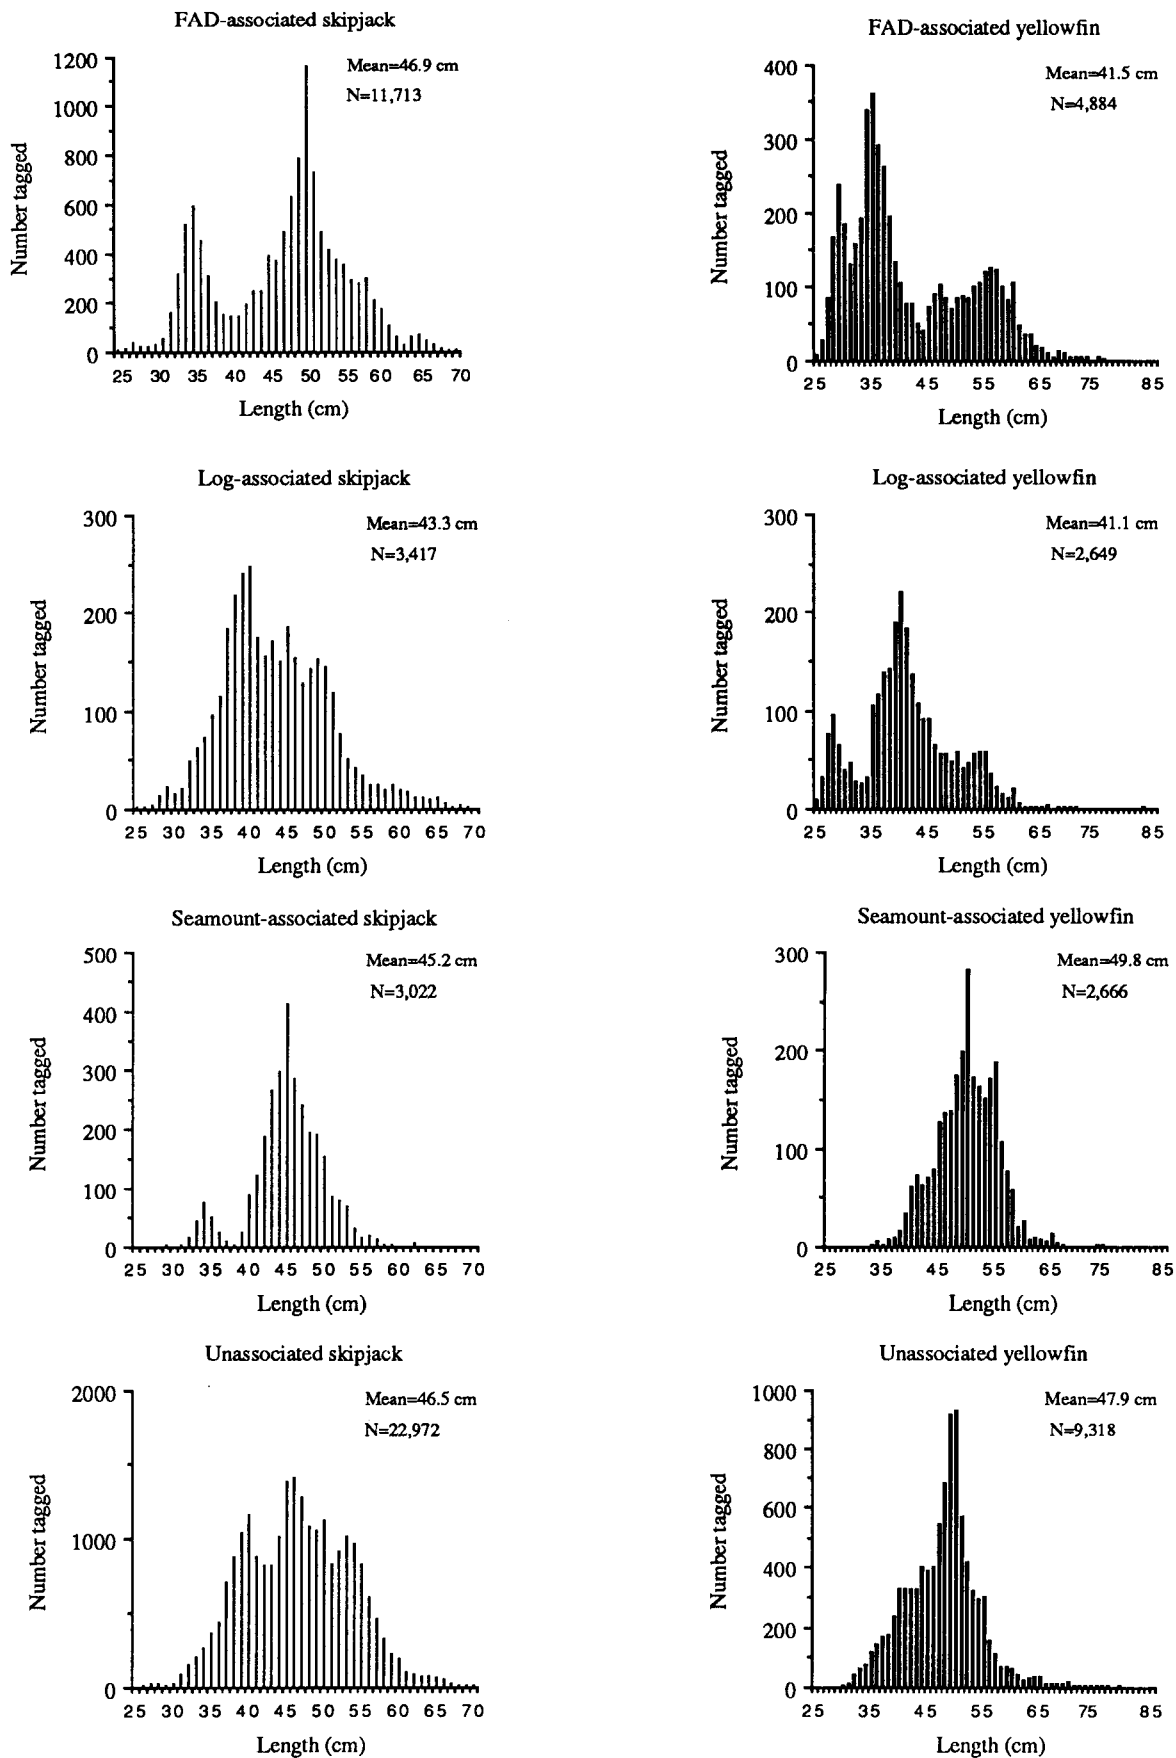 FAD-associated skipjack
1200
1000
800
600
400
200
0
Number tagged
Mean=46.9 cm
N=11,713
25 30 35 40 45 50 55 60 65 70
Length (cm)
FAD-associated yellowfin
400
300
200
100
0
Number tagged
Mean=41.5 cm
N=4,884
25 35 45 55 65 75 85
Length (cm)
Log-associated skipjack
300
200
100
0
Number tagged
Mean=43.3 cm
N=3,417
25 30 35 40 45 50 55 60 65 70
Length (cm)
Log-associated yellowfin
300
200
100
0
Number tagged
Mean=41.1 cm
N=2,649
25 35 45 55 65 75 85
Length (cm)
Seamount-associated skipjack
500
400
300
200
100
0
Number tagged
Mean=45.2 cm
N=3,022
25 30 35 40 45 50 55 60 65 70
Length (cm)
Seamount-associated yellowfin
300
200
100
0
Number tagged
Mean=49.8 cm
N=2,666
25 35 45 55 65 75 85
Length (cm)
Unassociated skipjack
2000
1000
0
Number tagged
Mean=46.5 cm
N=22,972
25 30 35 40 45 50 55 60 65 70
Length (cm)
Unassociated yellowfin
1000
800
600
400
200
0
Number tagged
Mean=47.9 cm
N=9,318
25 35 45 55 65 75 85
Length (cm)